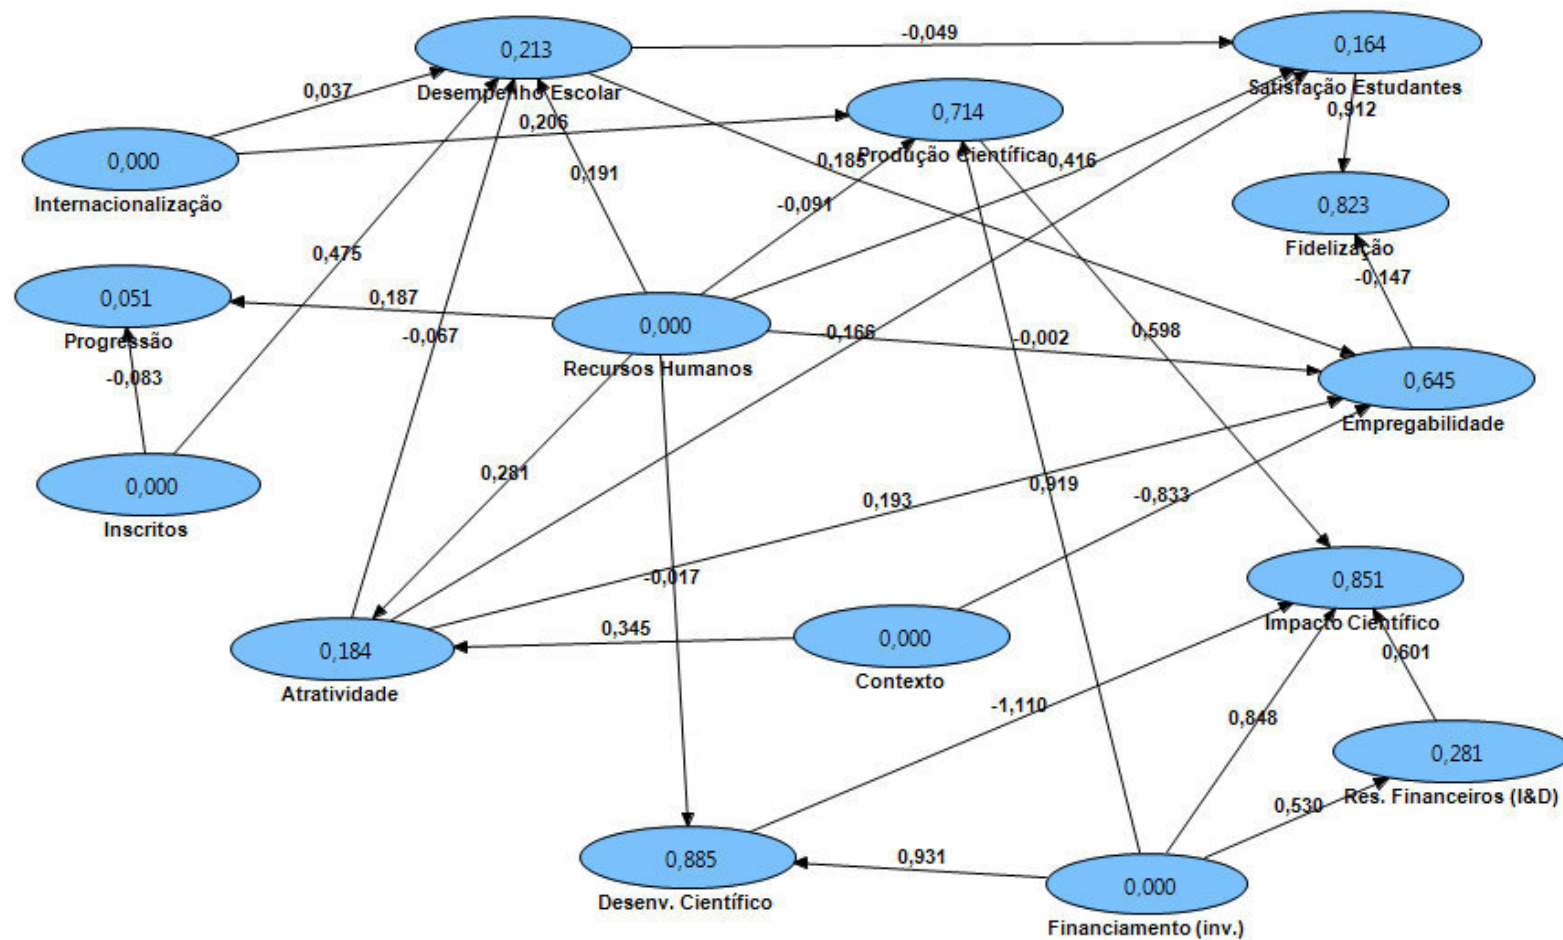 0,213
Desempenho Escolar
-0,049
0,164
Satisfação Estudantes
0,037
0,206
0,714
Produção Científica
0,912
0,000
Internacionalização
0,191
0,185
0,416
-0,091
0,823
Fidelização
0,475
-0,147
0,051
Progressão
0,187
0,000
Recursos Humanos
-0,067
0,166
-0,002
0,598
-0,083
0,645
Empregabilidade
0,000
Inscritos
0,281
0,193
0,919
-0,833
-0,017
0,851
Impacto Científico
0,184
Atratividade
0,345
0,000
Contexto
0,601
-1,110
0,848
0,281
Res. Financeiros (I&D)
0,530
0,885
Desenv. Científico
0,931
0,000
Financiamento (inv.)